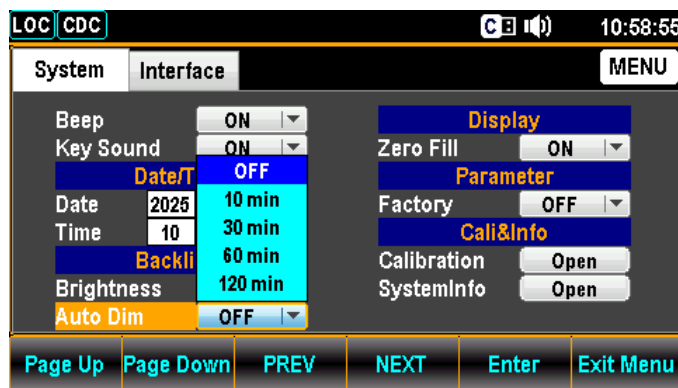 LOC CDC C 10:58:55
System Interface MENU
Beep ON
Key Sound ON
Date/T
Date 2025
Time 10
Backli
Brightness
Auto Dim OFF
OFF
10 min
30 min
60 min
120 min
Display
Zero Fill ON
Parameter
Factory OFF
Cali&Info
Calibration Open
SystemInfo Open
Page Up Page Down PREV NEXT Enter Exit Menu